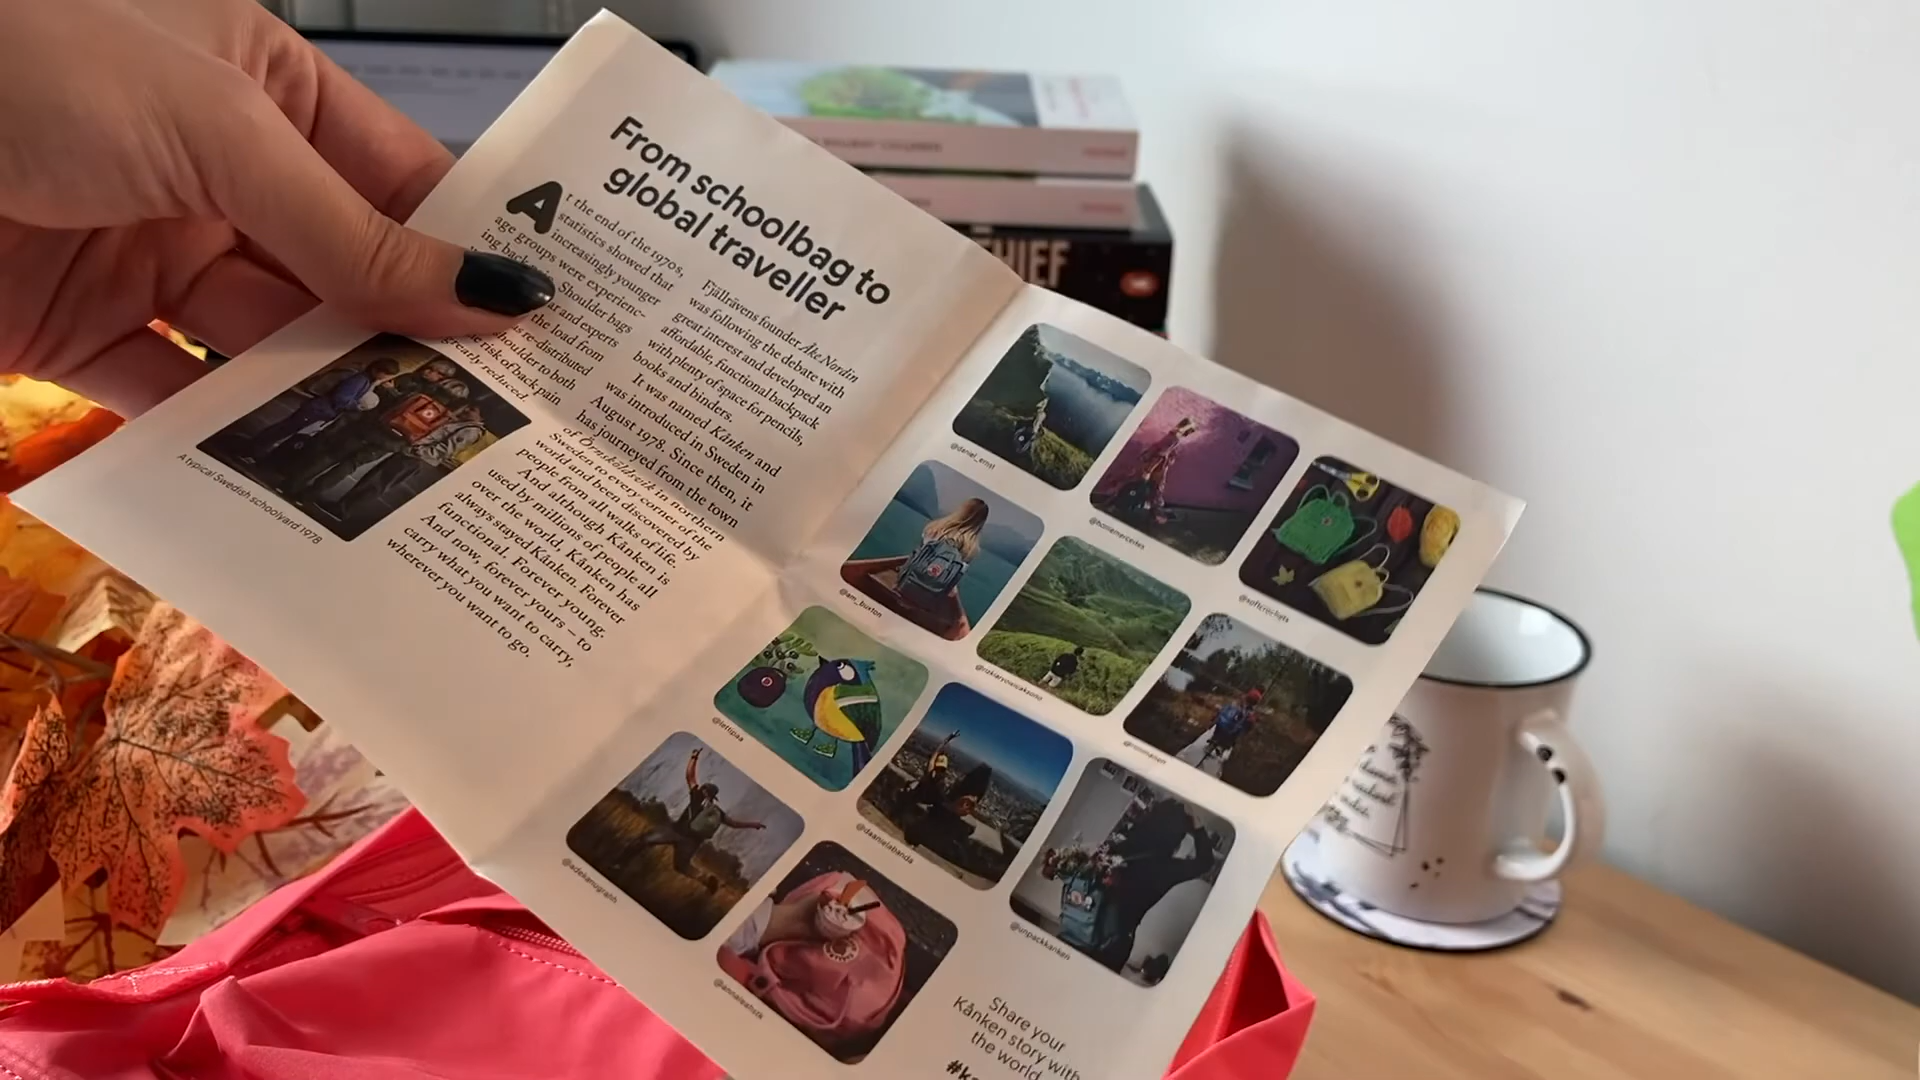 From schoolbag to
global traveller
At the end of the 1970s,
statistics showed that
increasingly younger
age groups were experienc-
ing back
Shoulder bags
and experts
the load from
re-distributed
shoulder to both
risk of back pain
greatly reduced.
A typical Swedish schoolyard 1978
Fjällrävens founder Åke Nordin
was following the debate with
great interest and developed an
affordable, functional backpack
with plenty of space for pencils,
books and binders.
It was named Kånken and
was introduced in Sweden in
August 1978. Since then, it
has journeyed from the town
of Örnsköldsvik in northern
Sweden to every corner of the
world and been discovered by
people from all walks of life.
And although Kånken is
used by millions of people all
over the world, Kånken has
always stayed Kånken. Forever
functional. Forever young.
And now, forever yours – to
carry what you want to carry,
wherever you want to go.
@daniel_ernst
@am_buxton
@lettipaa
@daanielabanda
@unpackkanken
Share your
Kånken story with
the world
HIEF